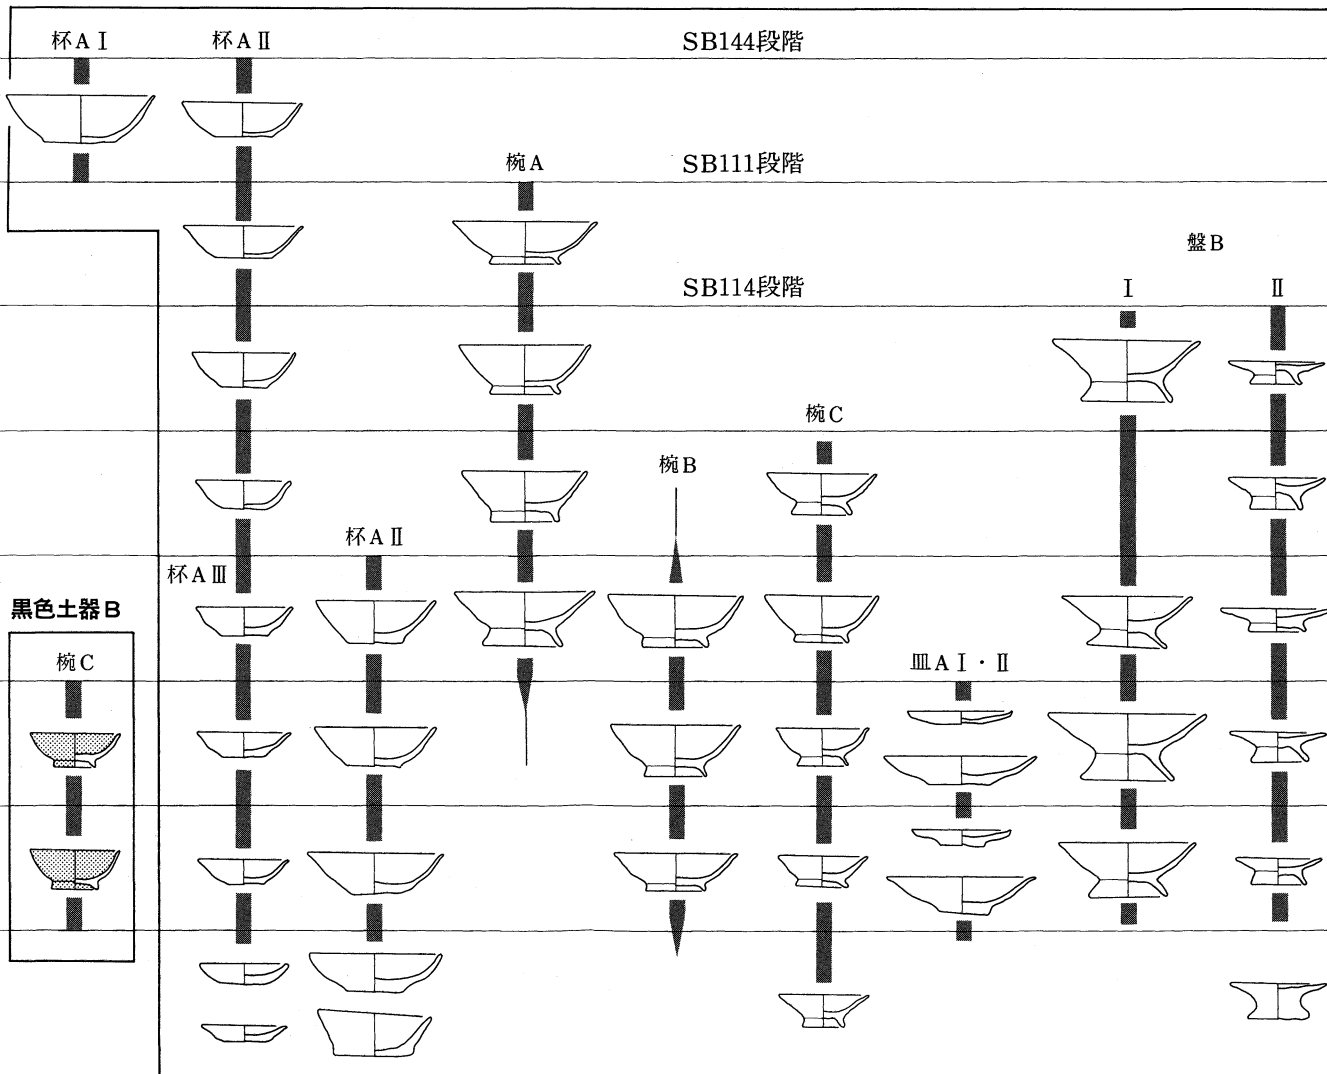 杯AⅠ
杯AⅡ
SB144段階
椀A
SB111段階
盤B
SB114段階
Ⅰ
Ⅱ
椀C
椀B
杯AⅡ
杯AⅢ
黒色土器B
椀C
皿AⅠ・Ⅱ